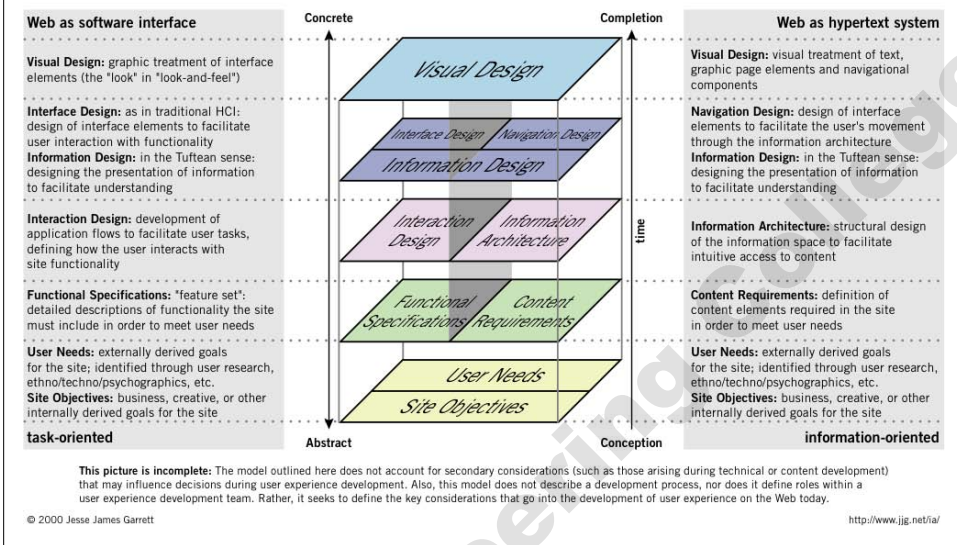 Web as software interface
Concrete
Completion
Web as hypertext system
Visual Design: graphic treatment of interface
elements (the "look" in "look-and-feel")
Visual Design
Visual Design: visual treatment of text,
graphic page elements and navigational
components
Interface Design: as in traditional HCI:
design of interface elements to facilitate
user interaction with functionality
Information Design: in the Tuftean sense:
designing the presentation of information
to facilitate understanding
Interface Design
Navigation Design
Information Design
Navigation Design: design of interface
elements to facilitate the user's movement
through the information architecture
Information Design: in the Tuftean sense:
designing the presentation of information
to facilitate understanding
Interaction Design: development of
application flows to facilitate user tasks,
defining how the user interacts with
site functionality
Interaction
Design
Information
Architecture
time
Information Architecture: structural design
of the information space to facilitate
intuitive access to content
Functional Specifications: "feature set":
detailed descriptions of functionality the site
must include in order to meet user needs
Functional
Specifications
Content
Requirements
Content Requirements: definition of
content elements required in the site
in order to meet user needs
User Needs: externally derived goals
for the site; identified through user research,
ethno/techno/psychographics, etc.
Site Objectives: business, creative, or other
internally derived goals for the site
User Needs
Site Objectives
User Needs: externally derived goals
for the site; identified through user research,
ethno/techno/psychographics, etc.
Site Objectives: business, creative, or other
internally derived goals for the site
task-oriented
Abstract
Conception
information-oriented
This picture is incomplete: The model outlined here does not account for secondary considerations (such as those arising during technical or content development)
that may influence decisions during user experience development. Also, this model does not describe a development process, nor does it define roles within a
user experience development team. Rather, it seeks to define the key considerations that go into the development of user experience on the Web today.
© 2000 Jesse James Garrett
http://www.jjg.net/ia/
ering College